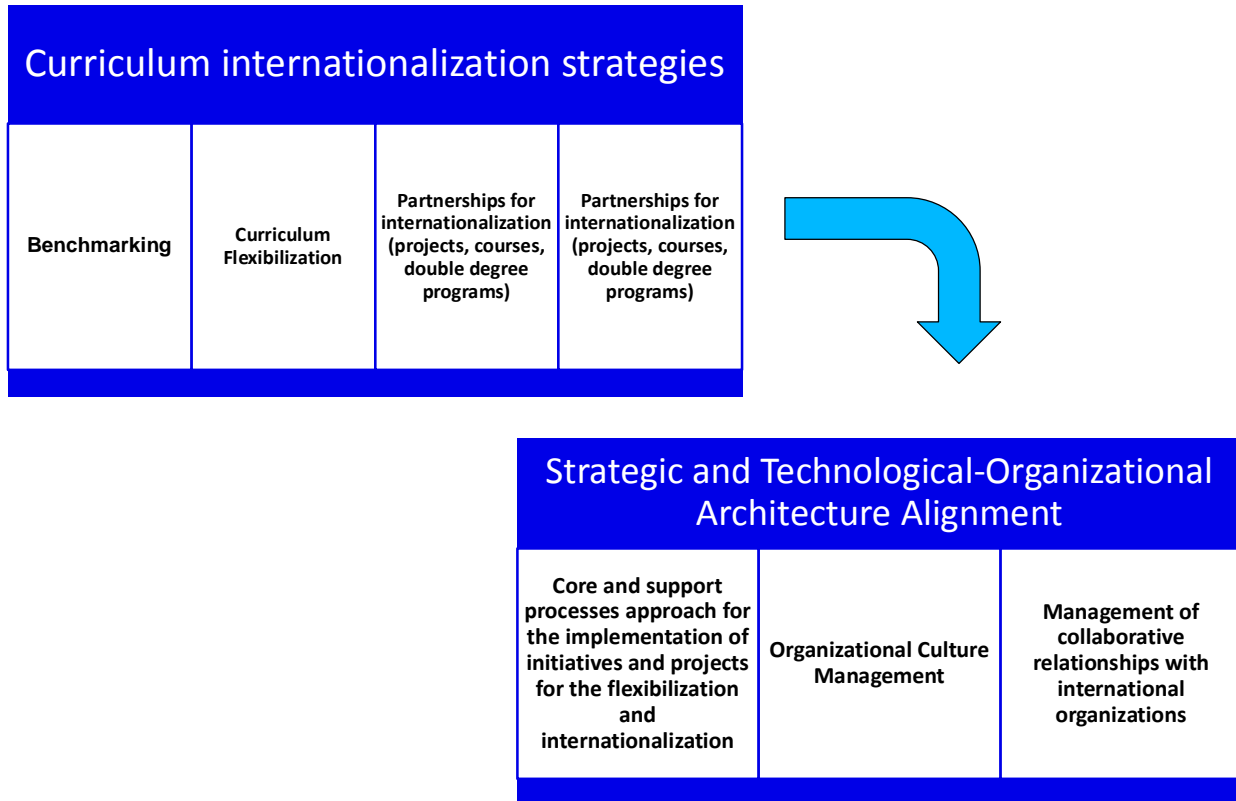 Curriculum internationalization strategies
Benchmarking
Curriculum
Flexibilization
Partnerships for
internationalization
(projects, courses,
double degree
programs)
Partnerships for
internationalization
(projects, courses,
double degree
programs)
Strategic and Technological-Organizational
Architecture Alignment
Core and support
processes approach for
the implementation of
initiatives and projects
for the flexibilization
and
internationalization
Organizational Culture
Management
Management of
collaborative
relationships with
international
organizations